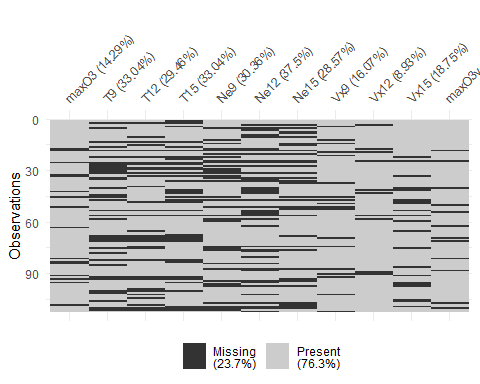 maxO3 (14.29%)
T9 (33.04%)
T12 (29.46%)
T15 (33.04%)
Ne9 (30.36%)
Ne12 (37.5%)
Ne15 (28.57%)
Vx9 (16.07%)
Vx12 (8.93%)
Vx15 (18.75%)
maxO3v
0
30
60
90
Observations
Missing
(23.7%)
Present
(76.3%)